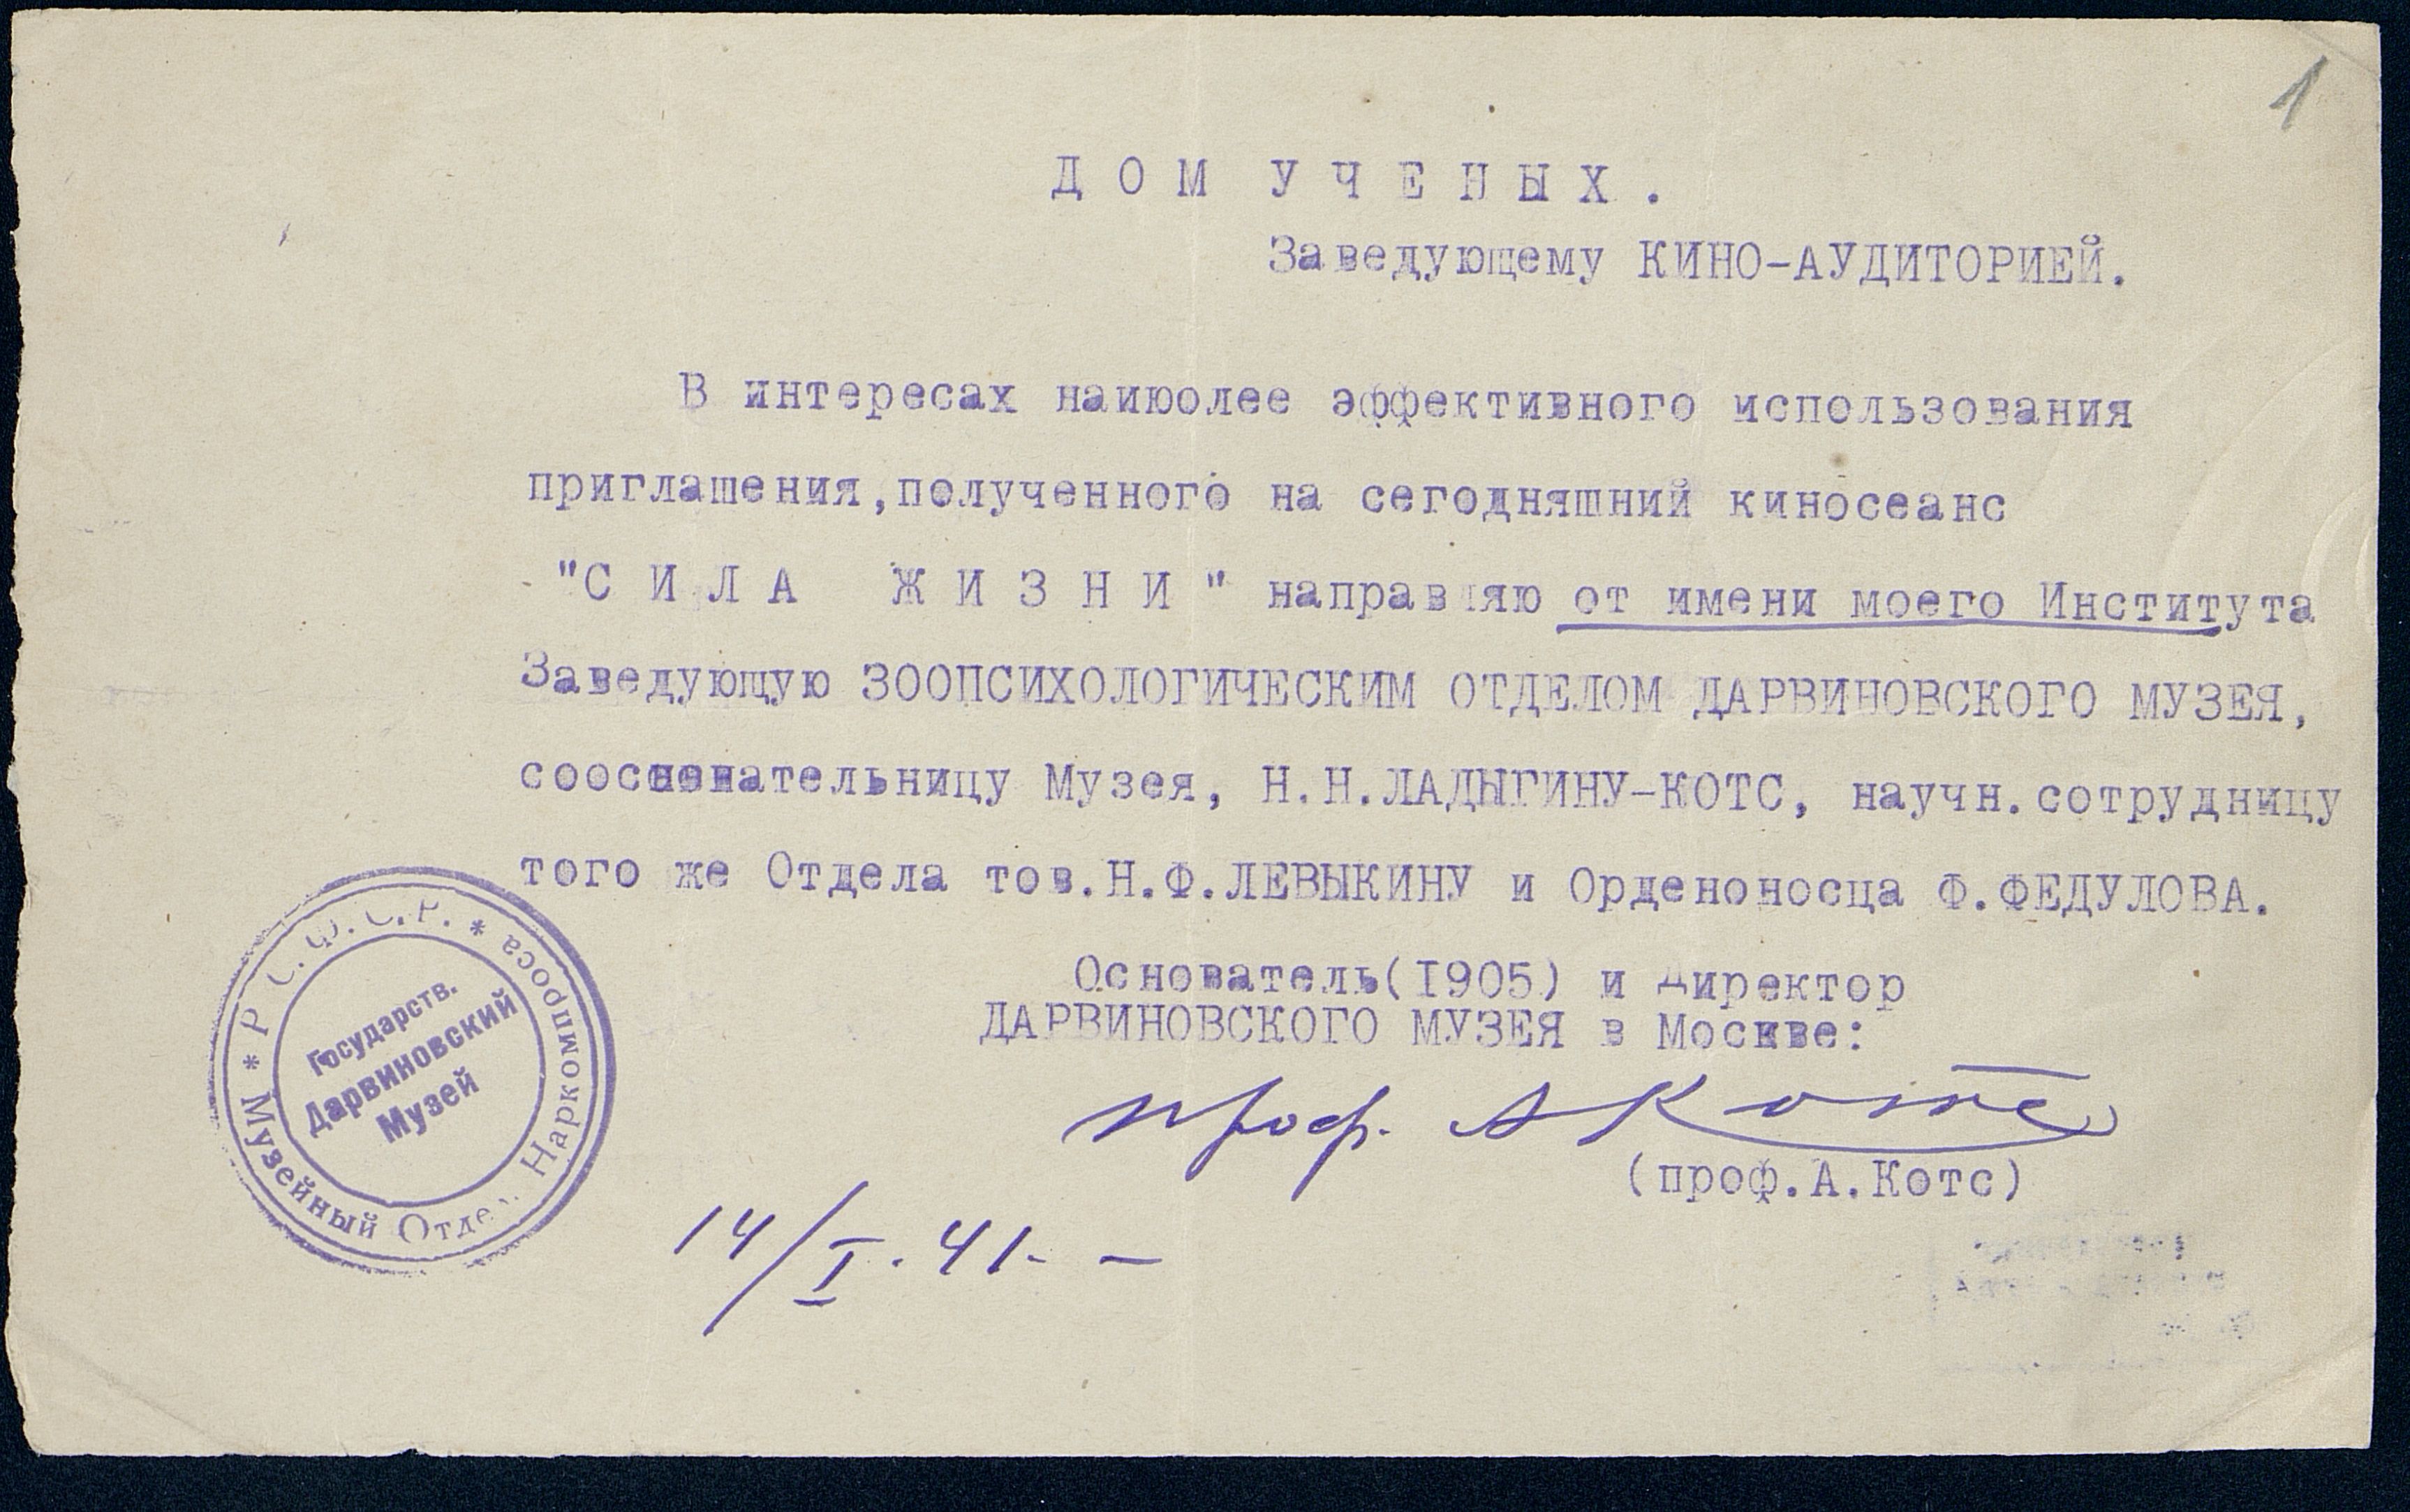 1
ДОМ УЧЕНЫХ.
Заведующему КИНО-АУДИТОРИЕЙ.
В интересах наиюолее эффективного использования
приглашения,полученного на сегодняшний киносеанс
"СИЛА ЖИЗНИ" направляю от имени моего Института
Заведующую ЗООПСИХОЛОГИЧЕСКИМ ОТДЕЛОМ ДАРВИНОВСКОГО МУЗЕЯ,
сооснвательницу Музея, Н.Н.ЛАДЫГИНУ-КОТС, научн.сотрудницу
того же Отдела тов.Н.Ф.ЛЕВЫКИНУ и Орденоносца Ф.ФЕДУЛОВА.
Основатель(I905) и Директор
ДАРВИНОВСКОГО МУЗЕЯ в Москве:
проф. А Котс
(проф.А.Котс)
14/I.41. –
* Р.С.Ф.С.Р. *
Музейный Отдел Наркомпроса
Государств.
Дарвиновский
Музей